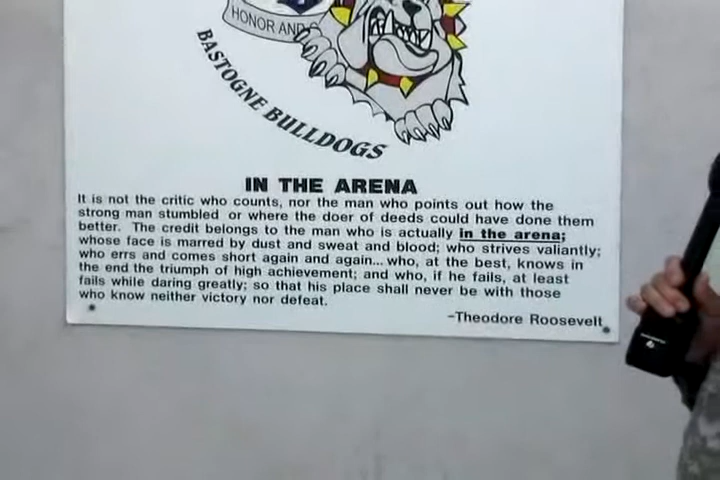 HONOR AND
BASTOGNE BULLDOGS
IN THE ARENA
It is not the critic who counts, nor the man who points out how the
strong man stumbled or where the doer of deeds could have done them
better. The credit belongs to the man who is actually in the arena;
whose face is marred by dust and sweat and blood; who strives valiantly;
who errs and comes short again and again... who, at the best, knows in
the end the triumph of high achievement; and who, if he fails, at least
fails while daring greatly; so that his place shall never be with those
who know neither victory nor defeat.
-Theodore Roosevelt